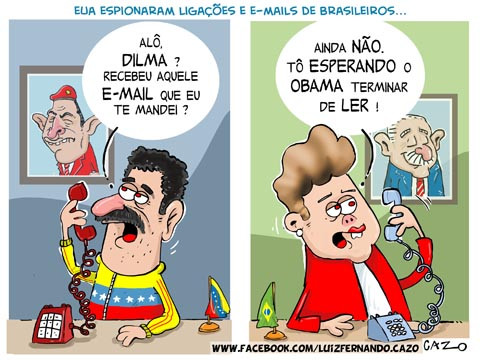 EUA ESPIONARAM LIGAÇÕES E E-MAILS DE BRASILEIROS...
ALÔ,
DILMA ?
RECEBEU AQUELE
E-MAIL QUE EU
TE MANDEI ?
AINDA NÃO.
TÔ ESPERANDO O
OBAMA TERMINAR
DE LER !
WWW.FACEBOOK.COM/LUIZFERNANDO.CAZO
CAZO